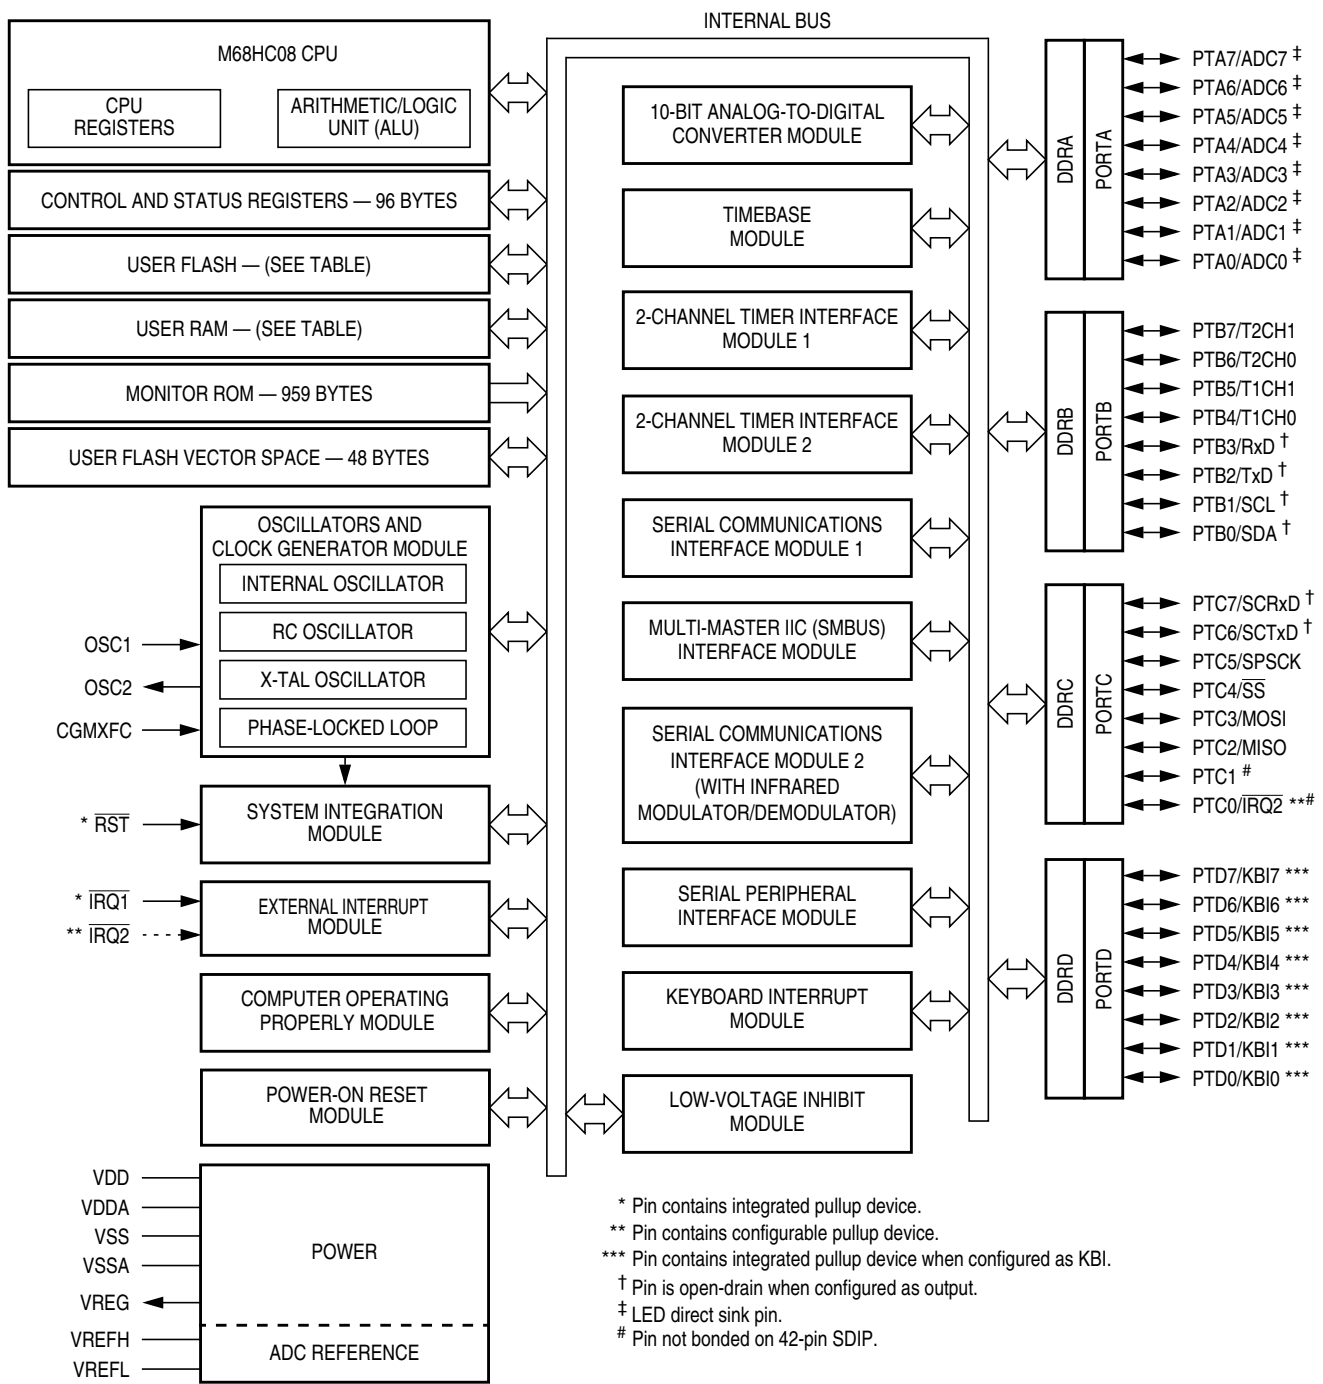 INTERNAL BUS
M68HC08 CPU
CPU
REGISTERS
ARITHMETIC/LOGIC
UNIT (ALU)
CONTROL AND STATUS REGISTERS — 96 BYTES
USER FLASH — (SEE TABLE)
USER RAM — (SEE TABLE)
MONITOR ROM — 959 BYTES
USER FLASH VECTOR SPACE — 48 BYTES
OSCILLATORS AND
CLOCK GENERATOR MODULE
INTERNAL OSCILLATOR
RC OSCILLATOR
X-TAL OSCILLATOR
PHASE-LOCKED LOOP
OSC1
OSC2
CGMXFC
SYSTEM INTEGRATION
MODULE
* RST
EXTERNAL INTERRUPT
MODULE
* IRQ1
** IRQ2
COMPUTER OPERATING
PROPERLY MODULE
POWER-ON RESET
MODULE
VDD
VDDA
VSS
VSSA
VREG
VREFH
VREFL
POWER
ADC REFERENCE
10-BIT ANALOG-TO-DIGITAL
CONVERTER MODULE
TIMEBASE
MODULE
2-CHANNEL TIMER INTERFACE
MODULE 1
2-CHANNEL TIMER INTERFACE
MODULE 2
SERIAL COMMUNICATIONS
INTERFACE MODULE 1
MULTI-MASTER IIC (SMBUS)
INTERFACE MODULE
SERIAL COMMUNICATIONS
INTERFACE MODULE 2
(WITH INFRARED
MODULATOR/DEMODULATOR)
SERIAL PERIPHERAL
INTERFACE MODULE
KEYBOARD INTERRUPT
MODULE
LOW-VOLTAGE INHIBIT
MODULE
DDRA
PORTA
PTA7/ADC7 ‡
PTA6/ADC6 ‡
PTA5/ADC5 ‡
PTA4/ADC4 ‡
PTA3/ADC3 ‡
PTA2/ADC2 ‡
PTA1/ADC1 ‡
PTA0/ADC0 ‡
DDRB
PORTB
PTB7/T2CH1
PTB6/T2CH0
PTB5/T1CH1
PTB4/T1CH0
PTB3/RxD †
PTB2/TxD †
PTB1/SCL †
PTB0/SDA †
DDRC
PORTC
PTC7/SCRxD †
PTC6/SCTxD †
PTC5/SPSCK
PTC4/SS
PTC3/MOSI
PTC2/MISO
PTC1 #
PTC0/IRQ2 **#
DDRD
PORTD
PTD7/KBI7 ***
PTD6/KBI6 ***
PTD5/KBI5 ***
PTD4/KBI4 ***
PTD3/KBI3 ***
PTD2/KBI2 ***
PTD1/KBI1 ***
PTD0/KBI0 ***
* Pin contains integrated pullup device.
** Pin contains configurable pullup device.
*** Pin contains integrated pullup device when configured as KBI.
† Pin is open-drain when configured as output.
‡ LED direct sink pin.
# Pin not bonded on 42-pin SDIP.